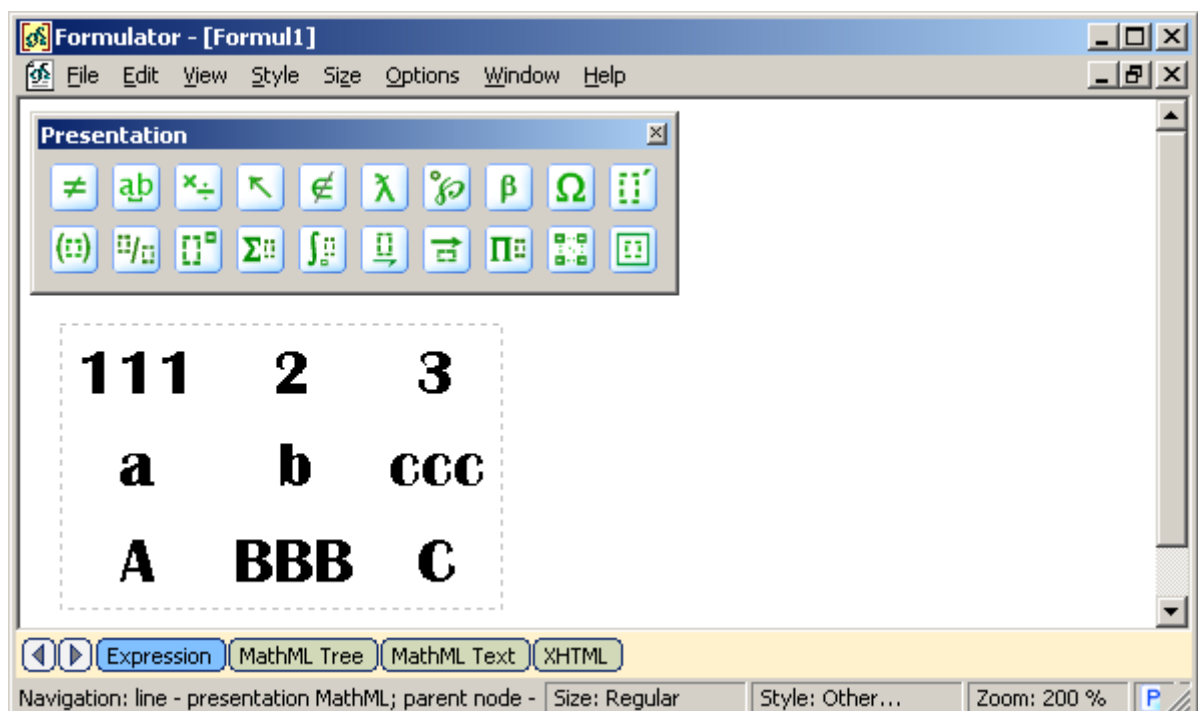 Formulator - [Formul1]
File Edit View Style Size Options Window Help
Presentation
≠ ab ×÷ ↖ ∉ ƛ °℘ β Ω
Σ ∫ Π
111 2 3
a b ccc
A BBB C
Expression MathML Tree MathML Text XHTML
Navigation: line - presentation MathML; parent node - Size: Regular Style: Other... Zoom: 200 % P